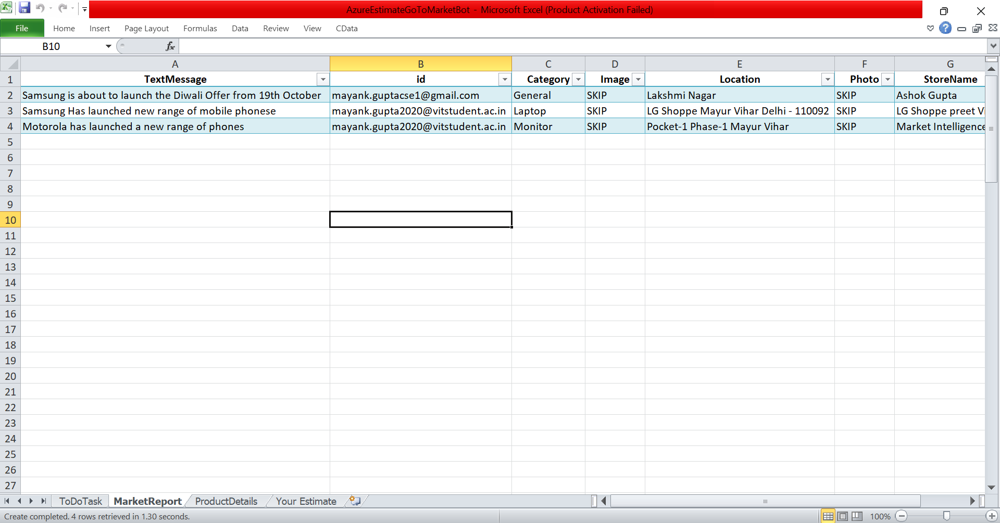 AzureEstimateGoToMarketBot - Microsoft Excel (Product Activation Failed)
File Home Insert Page Layout Formulas Data Review View CData
B10 fx
A B C D E F G
1 TextMessage id Category Image Location Photo StoreName
2 Samsung is about to launch the Diwali Offer from 19th October mayank.guptacse1@gmail.com General SKIP Lakshmi Nagar SKIP Ashok Gupta
3 Samsung Has launched new range of mobile phonese mayank.gupta2020@vitstudent.ac.in Laptop SKIP LG Shoppe Mayur Vihar Delhi - 110092 SKIP LG Shoppe preet Vi
4 Motorola has launched a new range of phones mayank.gupta2020@vitstudent.ac.in Monitor SKIP Pocket-1 Phase-1 Mayur Vihar SKIP Market Intelligence
5
6
7
8
9
10
11
12
13
14
15
16
17
18
19
20
21
22
23
24
25
26
27
ToDoTask MarketReport ProductDetails Your Estimate
Create completed. 4 rows retrieved in 1.30 seconds. 100%